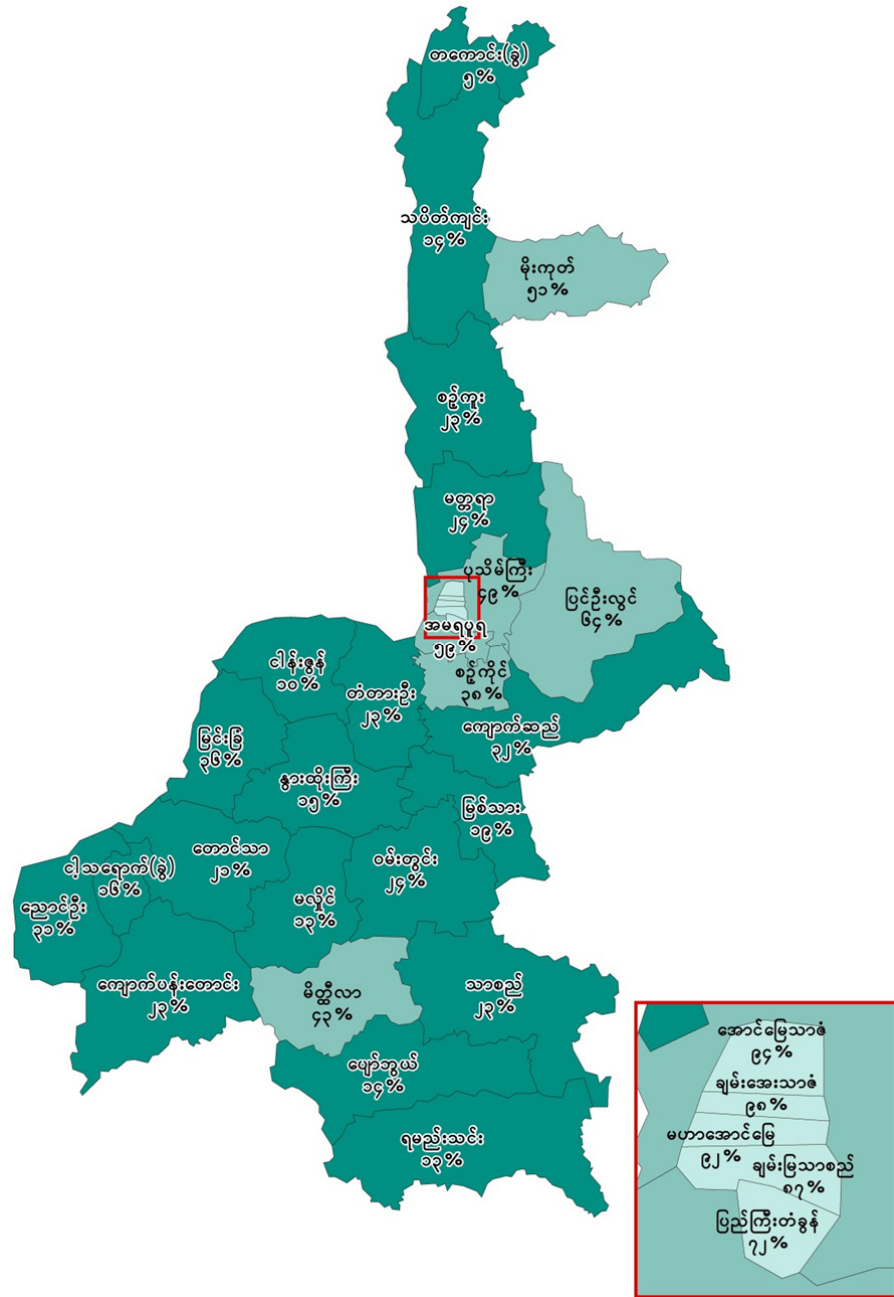 တကောင်း(ခွဲ)
၅%
သပိတ်ကျင်း
၁၄%
မိုးကုတ်
၅၁%
စဉ့်ကူး
၂၃%
မတ္တရာ
၂၄%
ပုသိမ်ကြီး
၄၉%
ပြင်ဦးလွင်
၆၄%
အမရပူရ
၅၉%
ငါန်းဇွန်
၁၀%
တံတားဦး
၂၃%
စဉ့်ကိုင်
၃၈%
ကျောက်ဆည်
၃၂%
မြင်းခြံ
၃၆%
နွားထိုးကြီး
၁၅%
မြစ်သား
၁၉%
တောင်သာ
၂၁%
ဝမ်းတွင်း
၂၄%
ငါ့သရောက်(ခွဲ)
၁၆%
ညောင်ဦး
၃၁%
မလှိုင်
၁၃%
ကျောက်ပန်းတောင်း
၂၃%
မိတ္ထီလာ
၄၃%
သာစည်
၂၃%
ပျော်ဘွယ်
၁၄%
ရမည်းသင်း
၁၃%
အောင်မြေသာဇံ
၉၄%
ချမ်းအေးသာဇံ
၉၈%
မဟာအောင်မြေ
၉၂%
ချမ်းမြသာစည်
၈၇%
ပြည်ကြီးတံခွန်
၇၂%